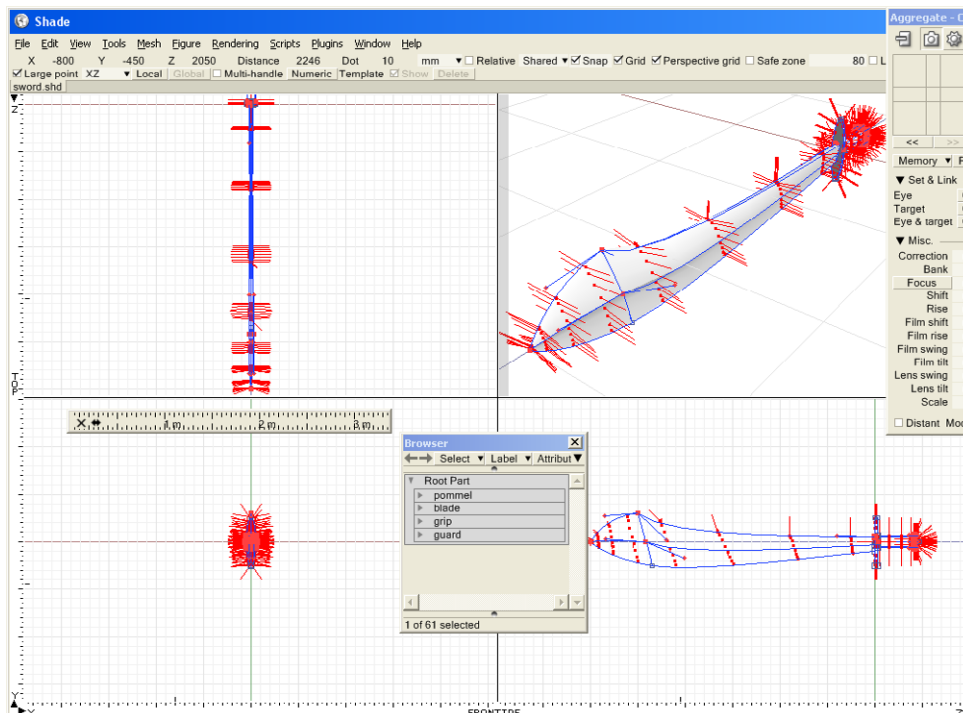 Shade
Aggregate - C
File Edit View Tools Mesh Figure Rendering Scripts Plugins Window Help
X -800 Y -450 Z 2050 Distance 2246 Dot 10 mm Relative Shared Snap Grid Perspective grid Safe zone 80 L
Large point XZ Local Global Multi-handle Numeric Template Show Delete
sword.shd
Z
TOP
<< >>
Memory F
Set & Link
Eye
Target
Eye & target
Misc.
Correction
Bank
Focus
Shift
Rise
Film shift
Film rise
Film swing
Film tilt
Lens swing
Lens tilt
Scale
Distant Mod
1 m 2 m 3 m
Browser
Select Label Attribut
Root Part
pommel
blade
grip
guard
1 of 61 selected
Y
X